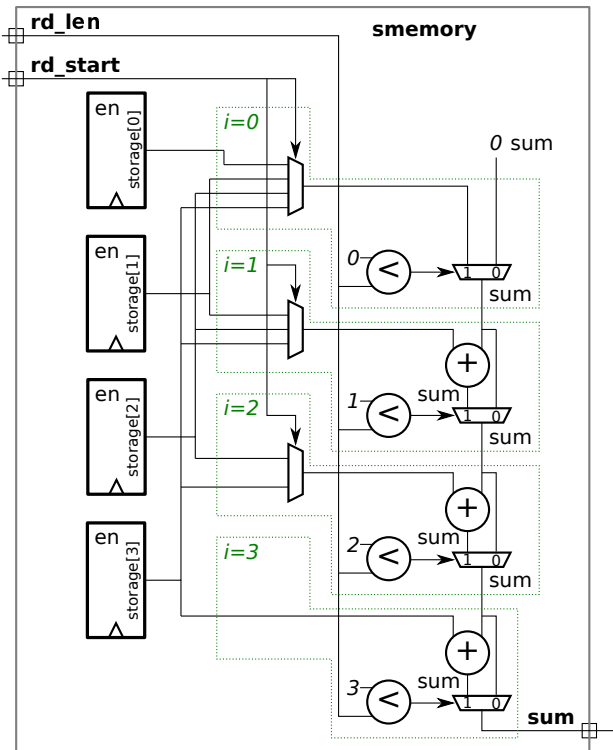 rd_len
smemory
rd_start
en
storage[0]
i=0
0 sum
0
<
1 0
sum
en
storage[1]
i=1
+
1
<
sum
1 0
sum
en
storage[2]
i=2
+
2
<
sum
1 0
sum
en
storage[3]
i=3
+
3
<
sum
1 0
sum